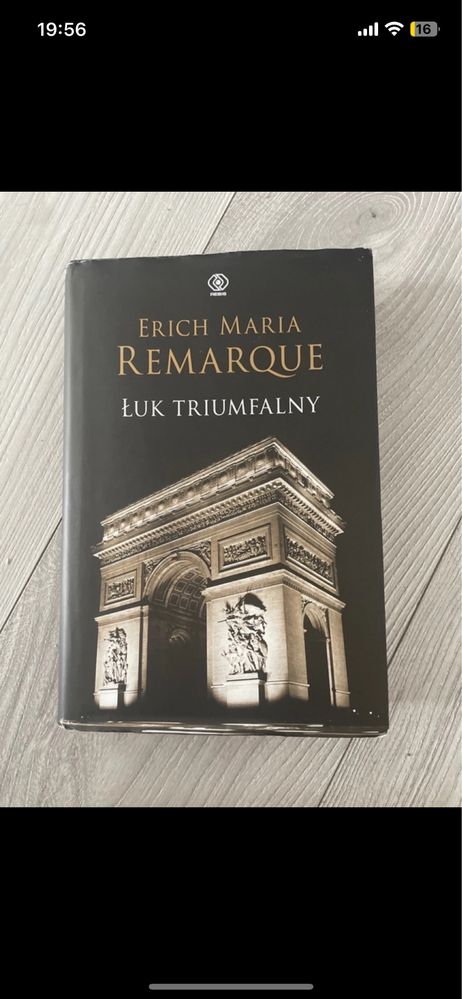 19:56
16
REBIS
ERICH MARIA
REMARQUE
ŁUK TRIUMFALNY